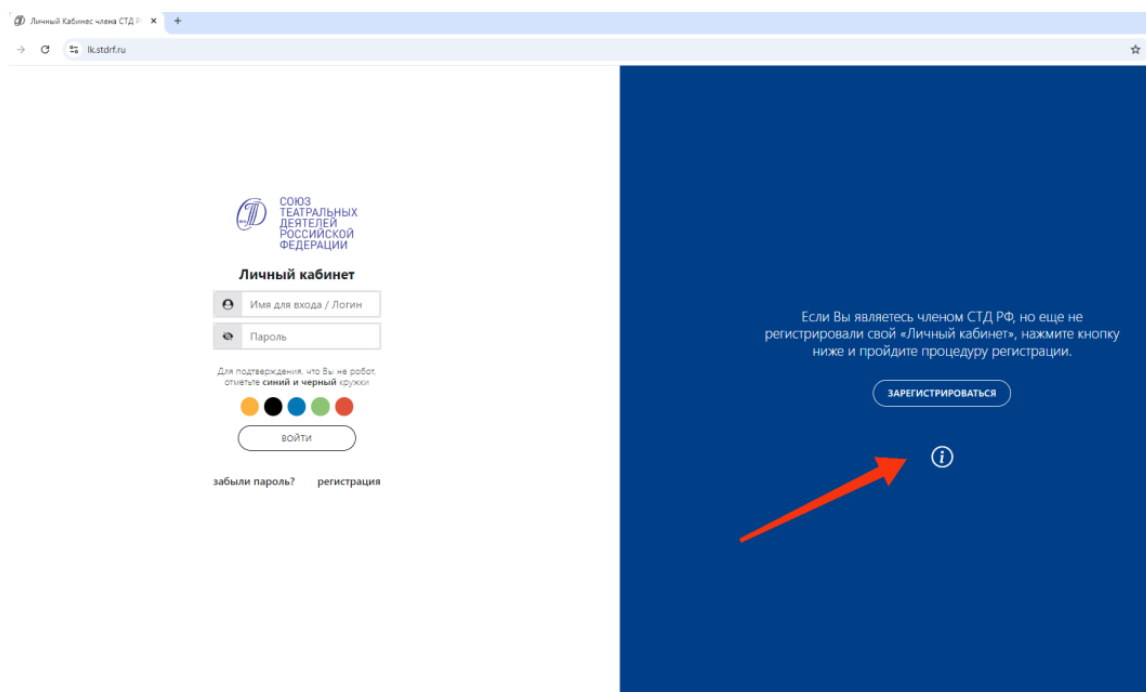 Личный Кабинес члена СТД Р
lk.stdrf.ru
СОЮЗ
ТЕАТРАЛЬНЫХ
ДЕЯТЕЛЕЙ
РОССИЙСКОЙ
ФЕДЕРАЦИИ
Личный кабинет
Имя для входа / Логин
Пароль
Для подтверждения, что Вы не робот,
отметьте синий и черный кружки
ВОЙТИ
забыли пароль? регистрация
Если Вы являетесь членом СТД РФ, но еще не
регистрировали свой «Личный кабинет», нажмите кнопку
ниже и пройдите процедуру регистрации.
ЗАРЕГИСТРИРОВАТЬСЯ
i